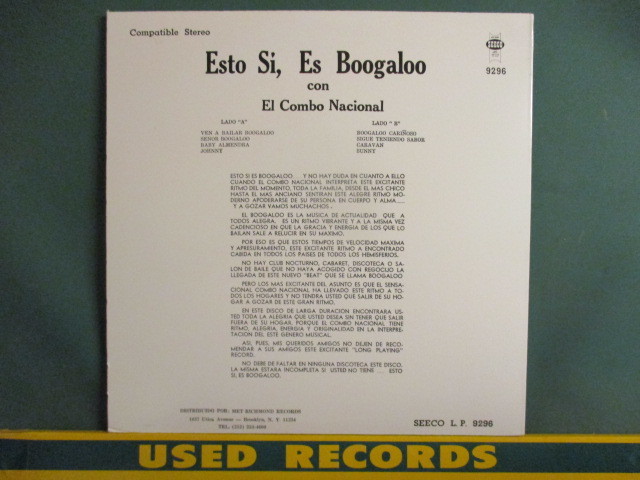 Compatible Stereo
SEECO
Esto Si, Es Boogaloo
9296
con
El Combo Nacional
LADO "A"
VEN A BAILAR BOOGALOO
SENOR BOOGALOO
BABY ALMENDRA
JOHNNY
LADO "B"
BOOGALOO CARIÑOSO
SIGUE TENIENDO SABOR
CARAVAN
SUNNY
ESTO SI ES BOOGALOO ... Y NO HAY DUDA EN CUANTO A ELLO
CUANDO EL COMBO NACIONAL INTERPRETA ESTE EXCITANTE
RITMO DEL MOMENTO, TODA LA FAMILIA, DESDE EL MAS CHICO
HASTA EL MAS ANCIANO SENTIRAN ESTE ALEGRE RITMO MO-
DERNO APODERARSE DE SU PERSONA EN CUERPO Y ALMA....
Y A GOZAR VAMOS MUCHACHOS.
EL BOOGALOO ES LA MUSICA DE ACTUALIDAD QUE A
TODOS ALEGRA, ES UN RITMO VIBRANTE Y A LA MISMA VEZ
CADENCIOSO EN QUE LA GRACIA Y ENERGIA DE LOS QUE LO
BAILAN SALE A RELUCIR EN SU MAXIMO.
POR ESO ES QUE ESTOS TIEMPOS DE VELOCIDAD MAXIMA
Y APRESURAMIENTO, ESTE EXCITANTE RITMO A ENCONTRADO
CABIDA EN TODOS LOS PAISES DE TODOS LOS HEMISFERIOS.
NO HAY CLUB NOCTURNO, CABARET, DISCOTECA O SA-
LON DE BAILE QUE NO HAYA ACOGIDO CON REGOCIJO LA
LLEGADA DE ESTE NUEVO "BEAT" QUE SE LLAMA BOOGALOO
PERO LO MAS EXCITANTE DEL ASUNTO ES QUE EL SENSA-
CIONAL COMBO NACIONAL HA LLEVADO ESTE RITMO A TO-
DOS LOS HOGARES Y NO TENDRA USTED QUE SALIR DE SU HO-
GAR A GOZAR DE ESTE GRAN RITMO.
EN ESTE DISCO DE LARGA DURACION ENCONTRARA US-
TED TODA LA ALEGRIA QUE USTED DESEA SIN TENER QUE SALIR
FUERA DE SU HOGAR. PORQUE EL COMBO NACIONAL TIENE
RITMO, ALEGRIA, ENERGIA Y ORIGINALIDAD EN LA INTERPRE-
TACION DEL ESTE GENERO MUSICAL.
ASI, PUES, MIS QUERIDOS AMIGOS NO DEJEN DE RECO-
MENDAR A SUS AMIGOS ESTE EXCITANTE "LONG PLAYING"
RECORD.
NO DEBE DE FALTAR EN NINGUNA DISCOTECA ESTE DISCO,
LA MISMA ESTARA INCOMPLETA SI USTED NO TIENE .... ESTO
SI, ES BOOGALOO.
DISTRIBUIDO POR: MET RICHMOND RECORDS
Avenue — Brooklyn, N. Y.
TEL. (212)
SEECO L. P. 9296
USED RECORDS